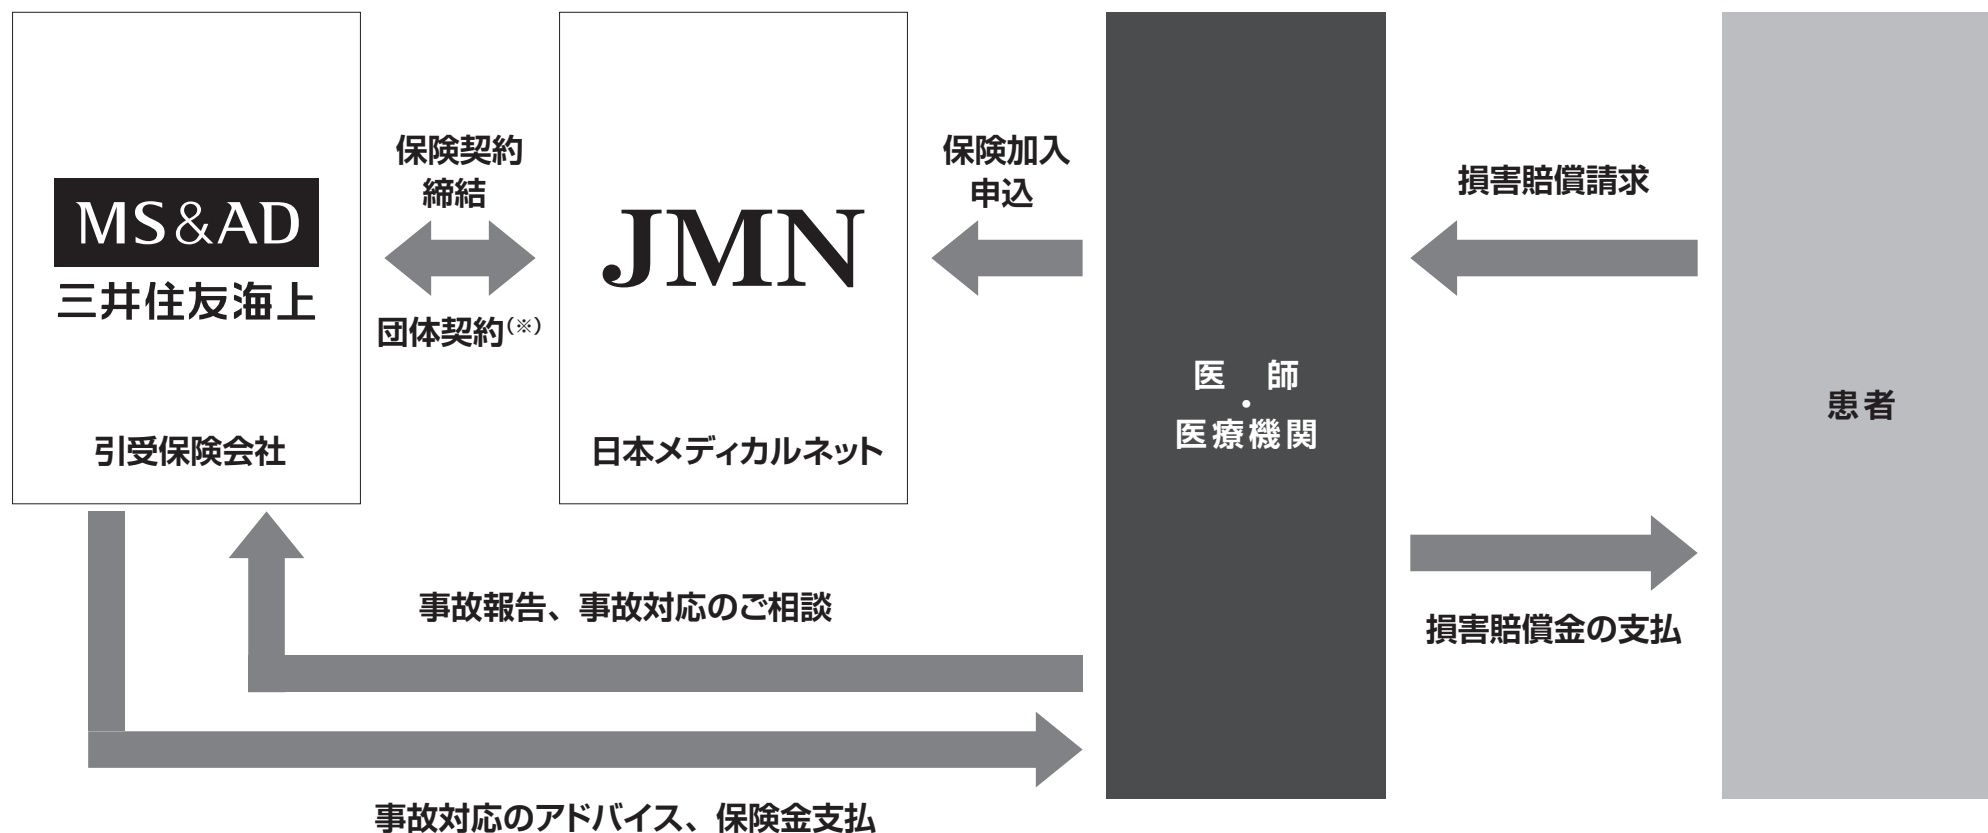 MS&AD
三井住友海上
引受保険会社
保険契約
締結
団体契約(※)
JMN
日本メディカルネット
保険加入
申込
医 師
・
医療機関
損害賠償請求
患者
損害賠償金の支払
事故報告、事故対応のご相談
事故対応のアドバイス、保険金支払